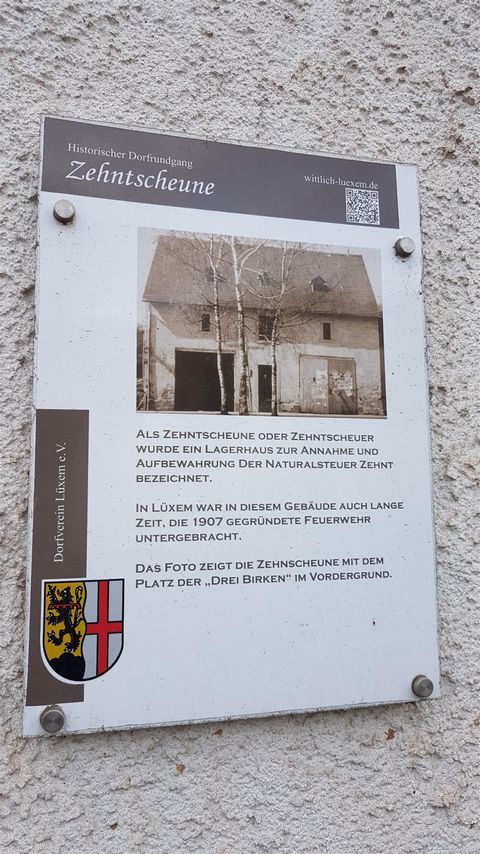 Historischer Dorfrundgang
Zehntscheune
wittlich-luexem.de
Als Zehntscheune oder Zehntscheuer
wurde ein Lagerhaus zur Annahme und
Aufbewahrung Der Naturalsteuer Zehnt
bezeichnet.
In Lüxem war in diesem Gebäude auch lange
Zeit, die 1907 gegründete Feuerwehr
untergebracht.
Das Foto zeigt die Zehnscheune mit dem
Platz der „Drei Birken“ im Vordergrund.
Dorfverein Lüxem e.V.